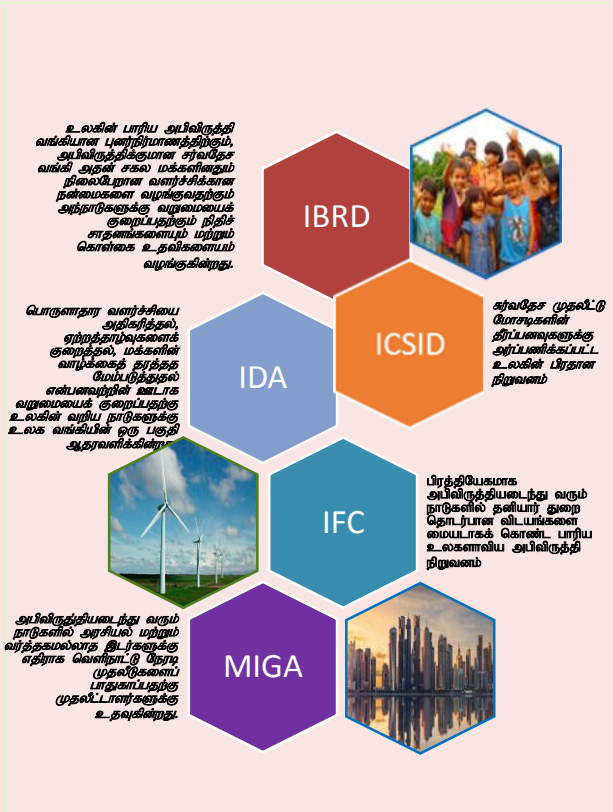 உலகின் பாரிய அபிவிருத்தி
வங்கியான புனர்நிர்மாணத்திற்கும்,
அபிவிருத்திக்குமான சர்வதேச
வங்கி அதன் சகல மக்களினதும்
நிலைபேறான வளர்ச்சிக்கான
நன்மைகளை வழங்குவதற்கும்
அந்நாடுகளுக்கு வறுமையைக்
குறைப்பதற்கும் நிதிச்
சாதனங்களையும் மற்றும்
கொள்கை உதவிகளையும்
வழங்குகின்றது.
IBRD
ICSID
சுர்வதேச முதலீட்டு
மோசடிகளின்
தீர்ப்பனவுகளுக்கு
அர்ப்பணிக்கப்பட்ட
உலகின் பிரதான
நிறுவனம்
பொருளாதார வளர்ச்சியை
அதிகரித்தல்,
ஏற்றத்தாழ்வுகளைக்
குறைத்தல், மக்களின்
வாழ்க்கைத் தரத்தத
மேம்படுத்துதல்
என்பனவற்றின் ஊடாக
வறுமையைக் குறைப்பதற்கு
உலகின் வறிய நாடுகளுக்கு
உலக வங்கியின் ஒரு பகுதி
IDA
IFC
பிரத்தியேகமாக
அபிவிருத்தியடைந்து வரும்
நாடுகளில் தனியார் துறை
தொடர்பான விடயங்களை
மையடாகக் கொண்ட பாரிய
உலகளாவிய அபிவிருத்தி
நிறுவனம்
அபிவிருத்தியடைந்து வரும்
நாடுகளில் அரசியல் மற்றும்
வர்த்தகமல்லாத இடர்களுக்கு
எதிராக வெளிநாட்டு நேரடி
முதலீடுகளைப்
பாதுகாப்பதற்கு
முதலீட்டாளர்களுக்கு
உதவுகின்றது.
MIGA